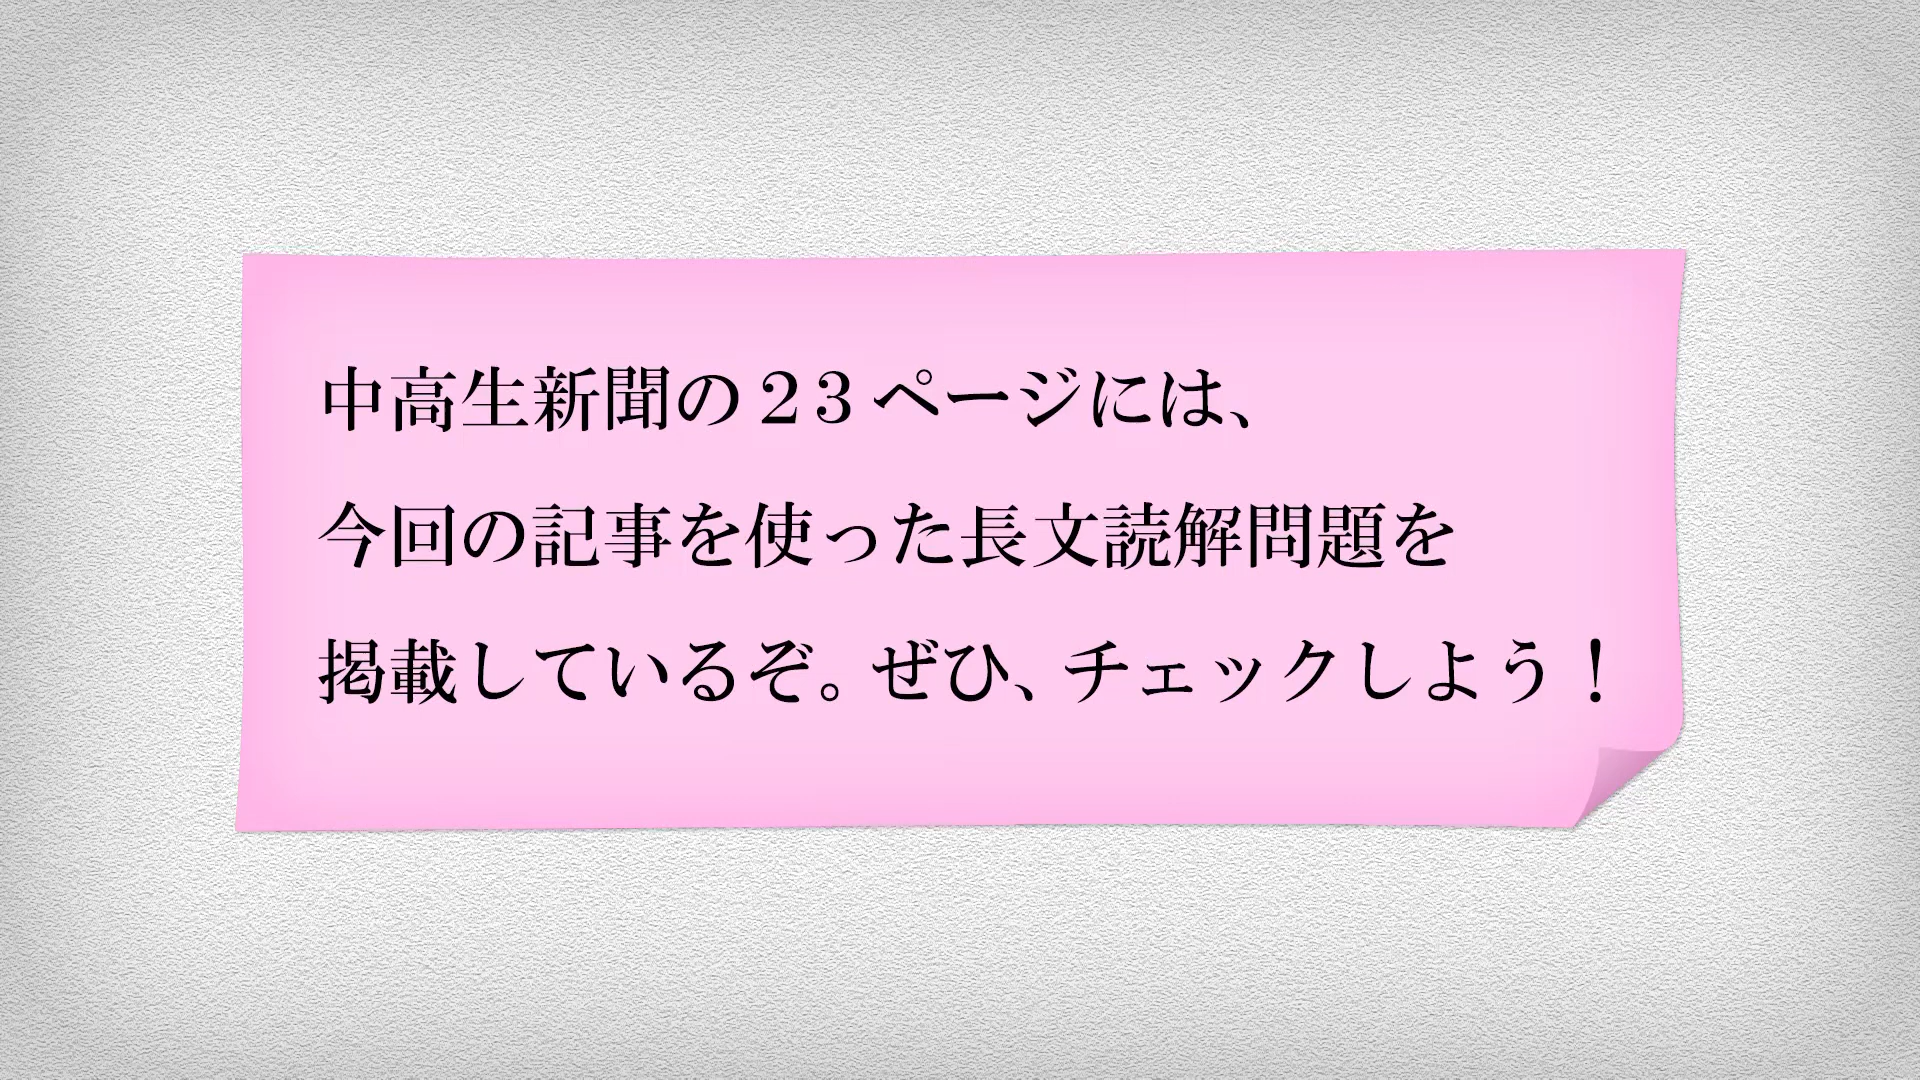 中高生新聞の２３ページには、
今回の記事を使った長文読解問題を
掲載しているぞ。ぜひ、チェックしよう！